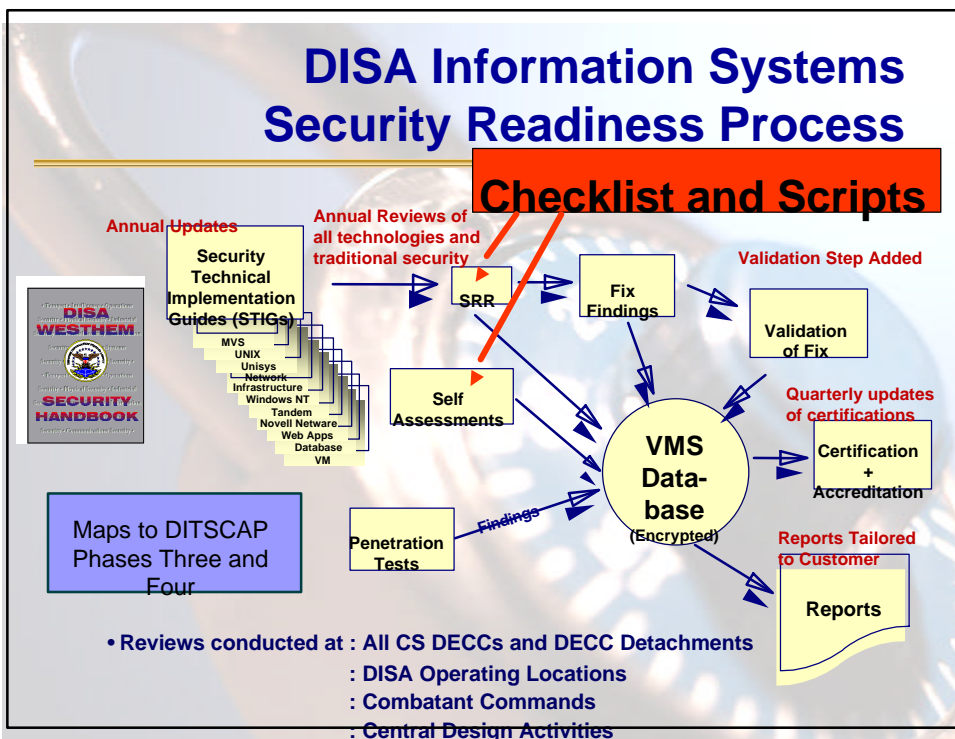 DISA Information Systems
Security Readiness Process
Checklist and Scripts
Annual Updates
Annual Reviews of
all technologies and
traditional security
Security
Technical
Implementation
Guides (STIGs)
MVS
UNIX
Unisys
Network
Infrastructure
Windows NT
Tandem
Novell Netware
Web Apps
Database
VM
DISA
WESTHEM
SECURITY
HANDBOOK
SRR
Fix
Findings
Validation Step Added
Validation
of Fix
Self
Assessments
Quarterly updates
of certifications
VMS
Data-
base
(Encrypted)
Certification
+
Accreditation
Maps to DITSCAP
Phases Three and
Four
Penetration
Tests
Findings
Reports Tailored
to Customer
Reports
• Reviews conducted at : All CS DECCs and DECC Detachments
: DISA Operating Locations
: Combatant Commands
: Central Design Activities